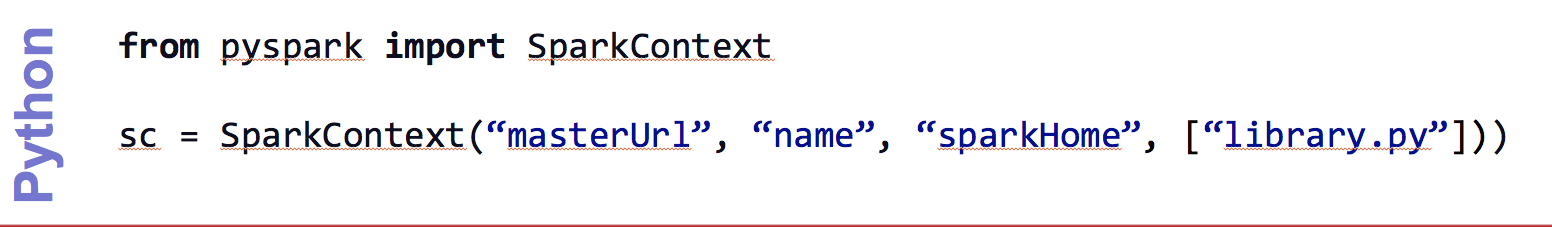 Python
from pyspark import SparkContext
sc = SparkContext(“masterUrl”, “name”, “sparkHome”, [“library.py”]))